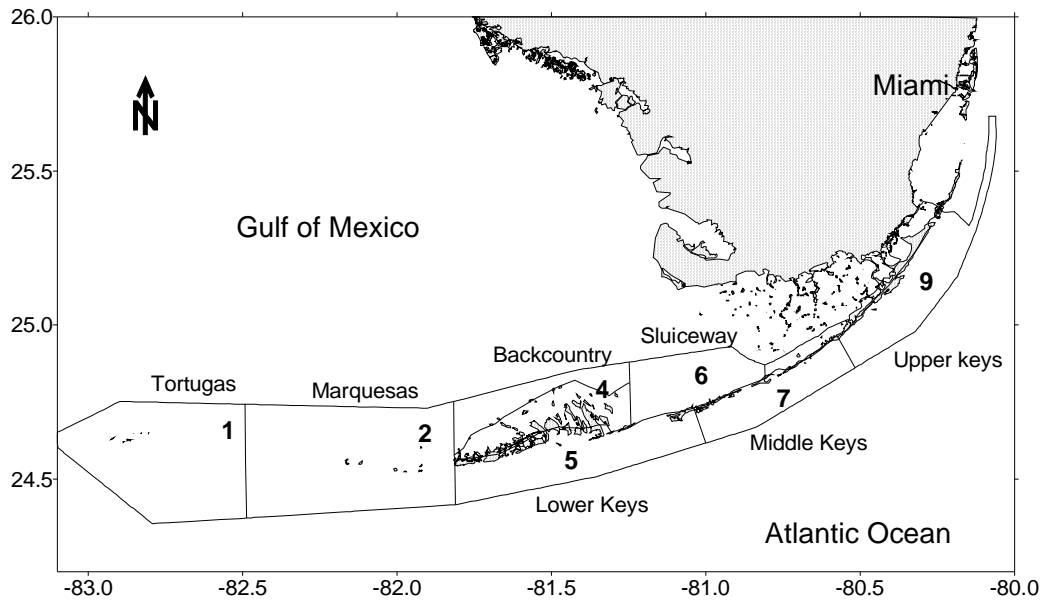 26.0
Miami
N
25.5
Gulf of Mexico
9
25.0
Sluiceway
Backcountry
Upper keys
Tortugas
Marquesas
6
4
7
1
2
Middle Keys
5
24.5
Lower Keys
Atlantic Ocean
-83.0 -82.5 -82.0 -81.5 -81.0 -80.5 -80.0